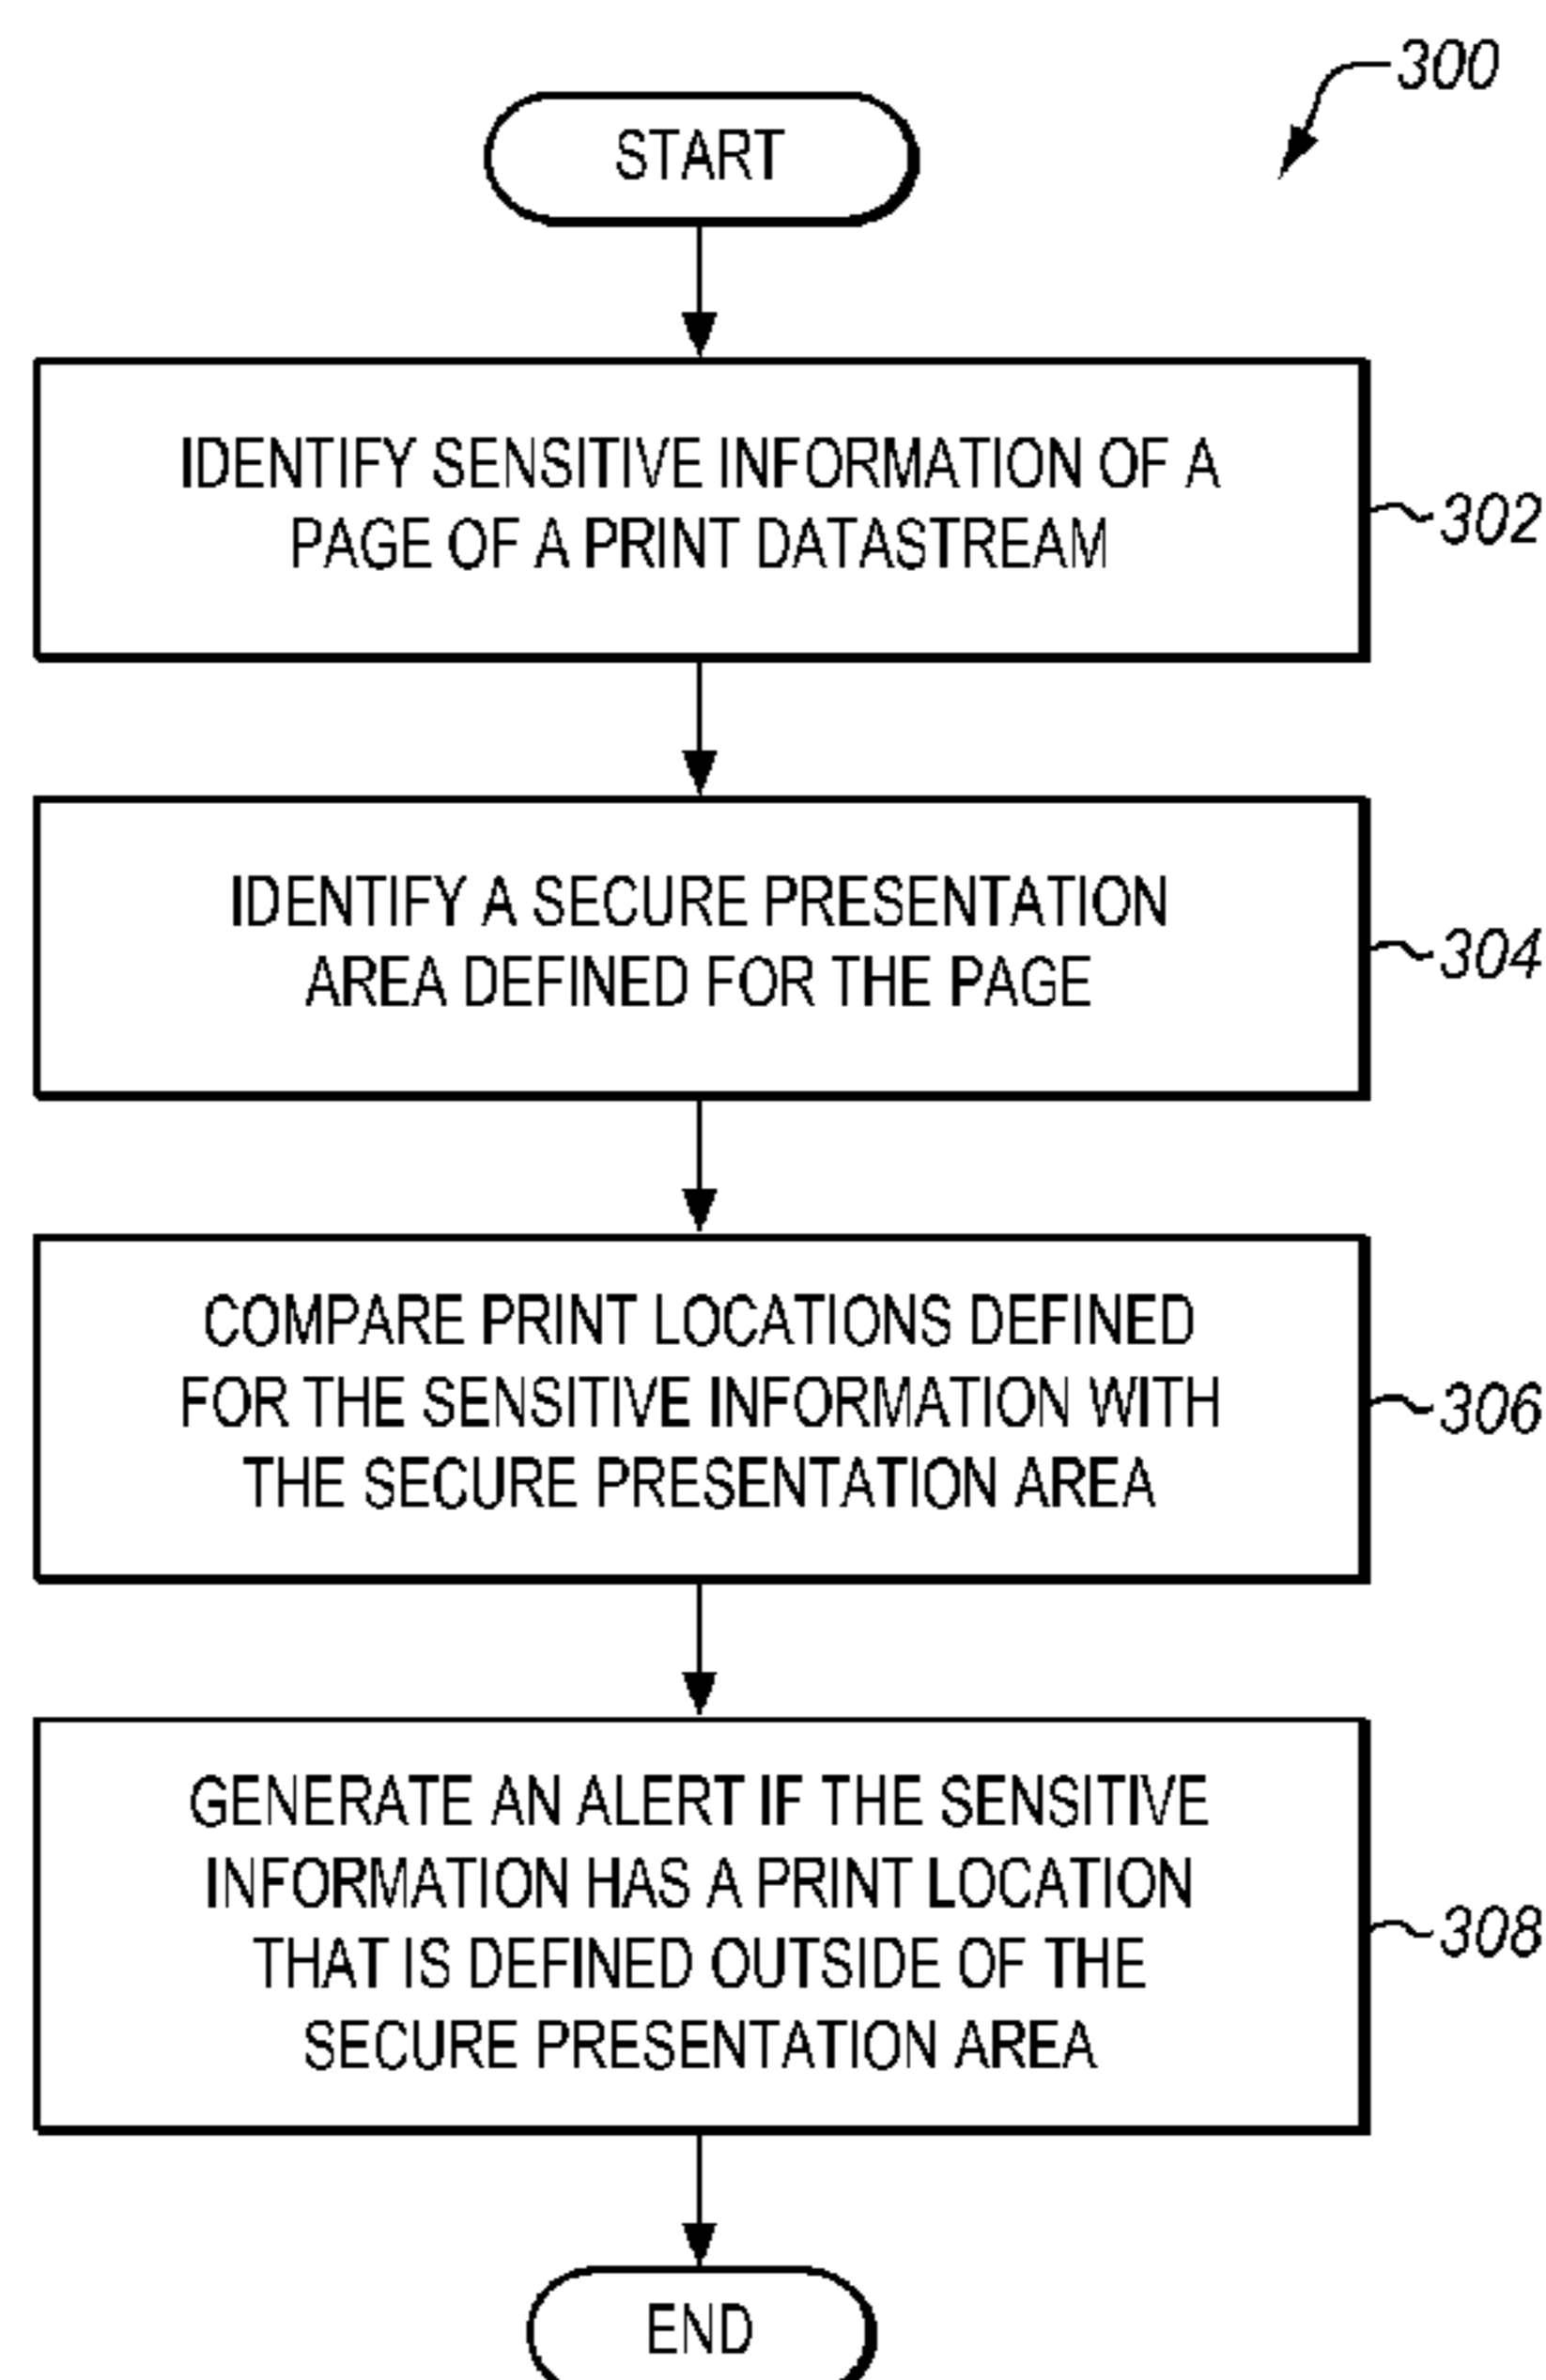 300
START
IDENTIFY SENSITIVE INFORMATION OF A
PAGE OF A PRINT DATASTREAM
302
IDENTIFY A SECURE PRESENTATION
AREA DEFINED FOR THE PAGE
304
COMPARE PRINT LOCATIONS DEFINED
FOR THE SENSITIVE INFORMATION WITH
THE SECURE PRESENTATION AREA
306
GENERATE AN ALERT IF THE SENSITIVE
INFORMATION HAS A PRINT LOCATION
THAT IS DEFINED OUTSIDE OF THE
SECURE PRESENTATION AREA
308
END